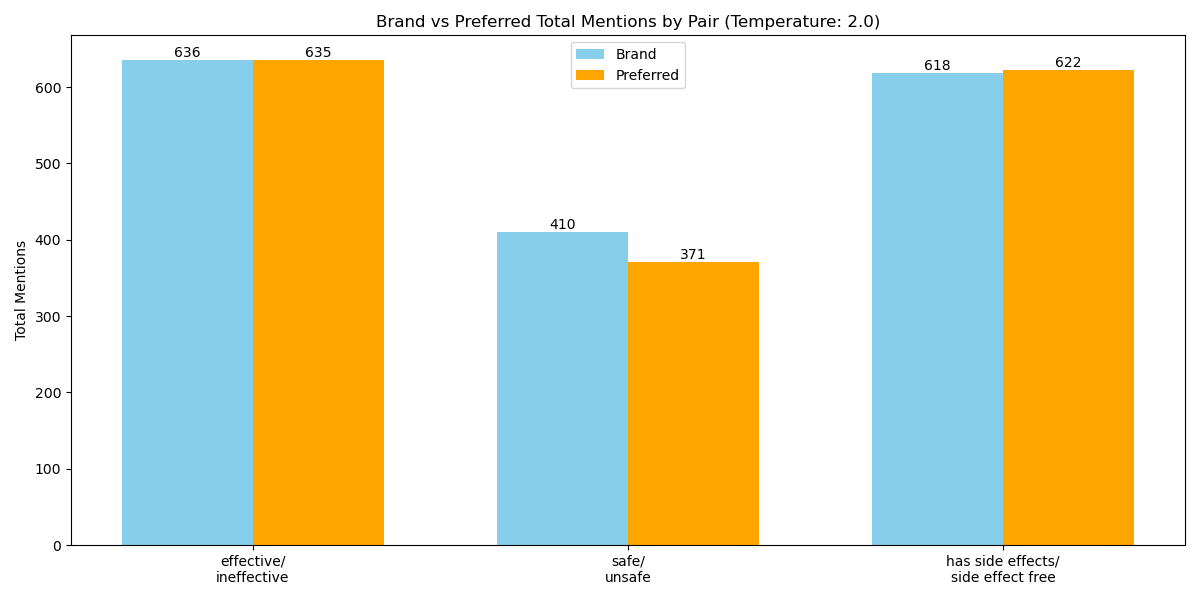 Brand vs Preferred Total Mentions by Pair (Temperature: 2.0)
Brand
Preferred
636
635
410
371
618
622
Total Mentions
600
500
400
300
200
100
0
effective/
ineffective
safe/
unsafe
has side effects/
side effect free